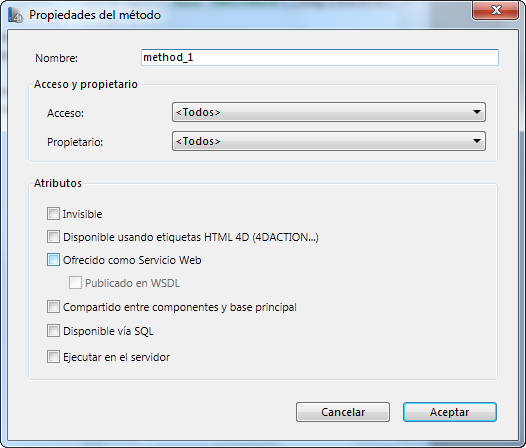 Propiedades del método
Nombre:
method_1
Acceso y propietario
Acceso:
<Todos>
Propietario:
<Todos>
Atributos
Invisible
Disponible usando etiquetas HTML 4D (4DACTION...)
Ofrecido como Servicio Web
Publicado en WSDL
Compartido entre componentes y base principal
Disponible vía SQL
Ejecutar en el servidor
Cancelar
Aceptar